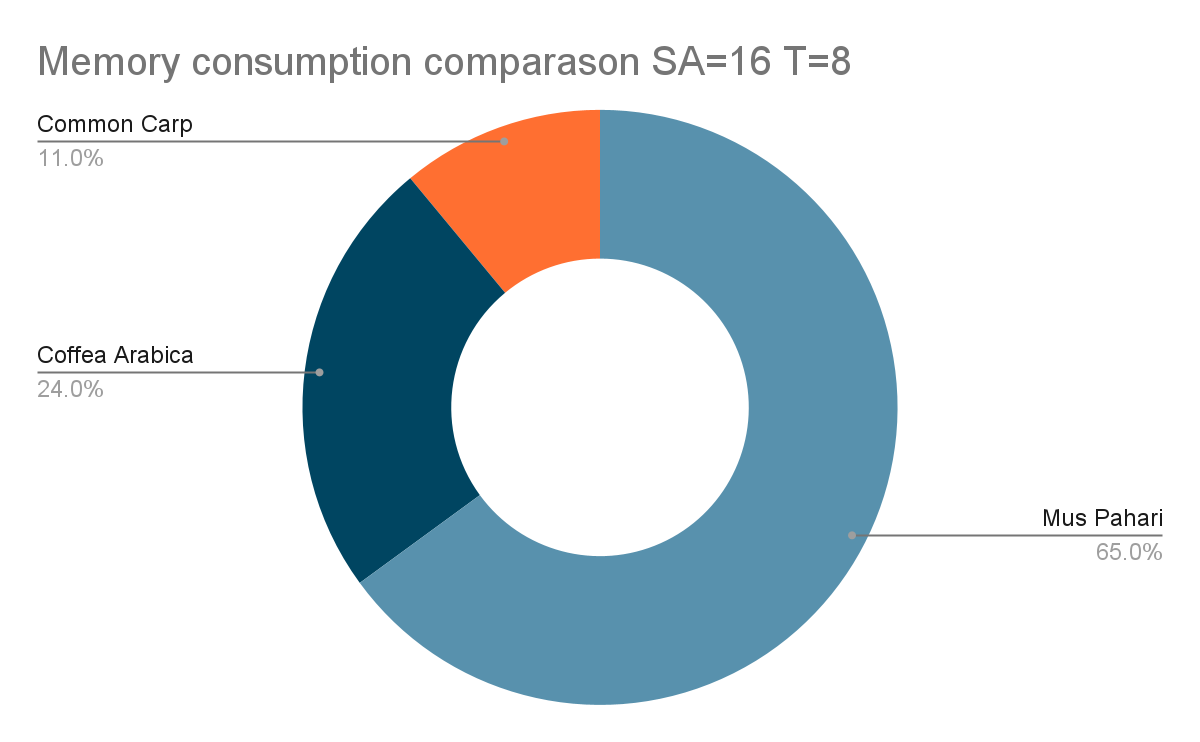 Memory consumption comparason SA=16 T=8
Common Carp
11.0%
Coffea Arabica
24.0%
Mus Pahari
65.0%